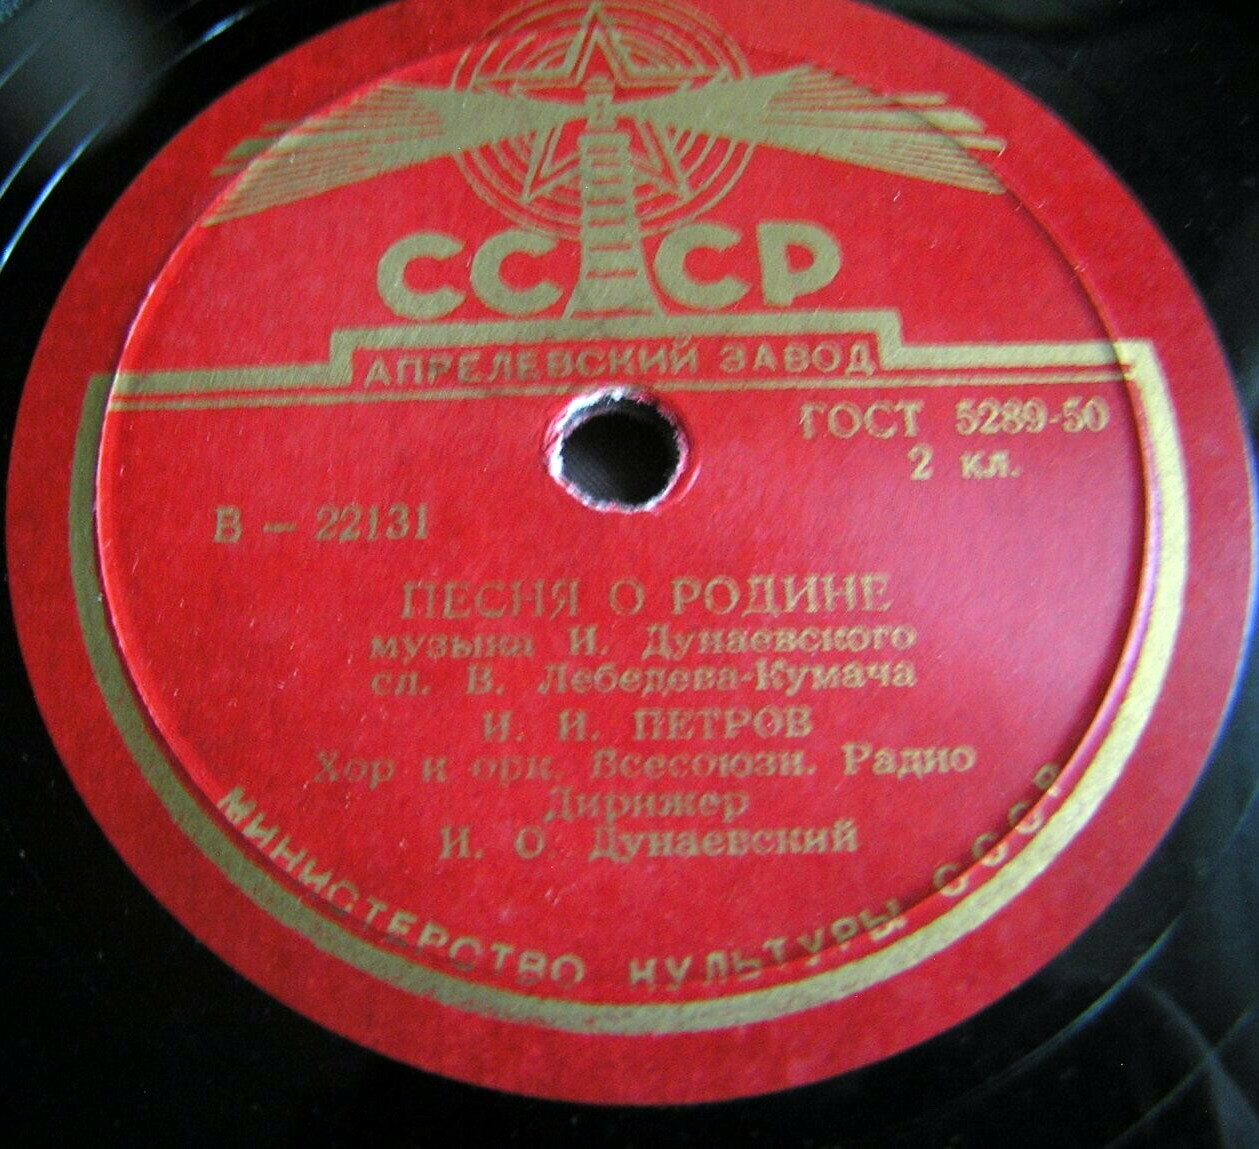 СССР
АПРЕЛЕВСКИЙ ЗАВОД
ГОСТ 5289-50
2 кл.
В — 22131
ПЕСНЯ О РОДИНЕ
музыка И. Дунаевского
сл. В. Лебедева-Кумача
И. И. ПЕТРОВ
Хор и орк. Всесоюзн. Радио
Дирижер
И. О. Дунаевский
МИНИСТЕРСТВО КУЛЬТУРЫ СССР